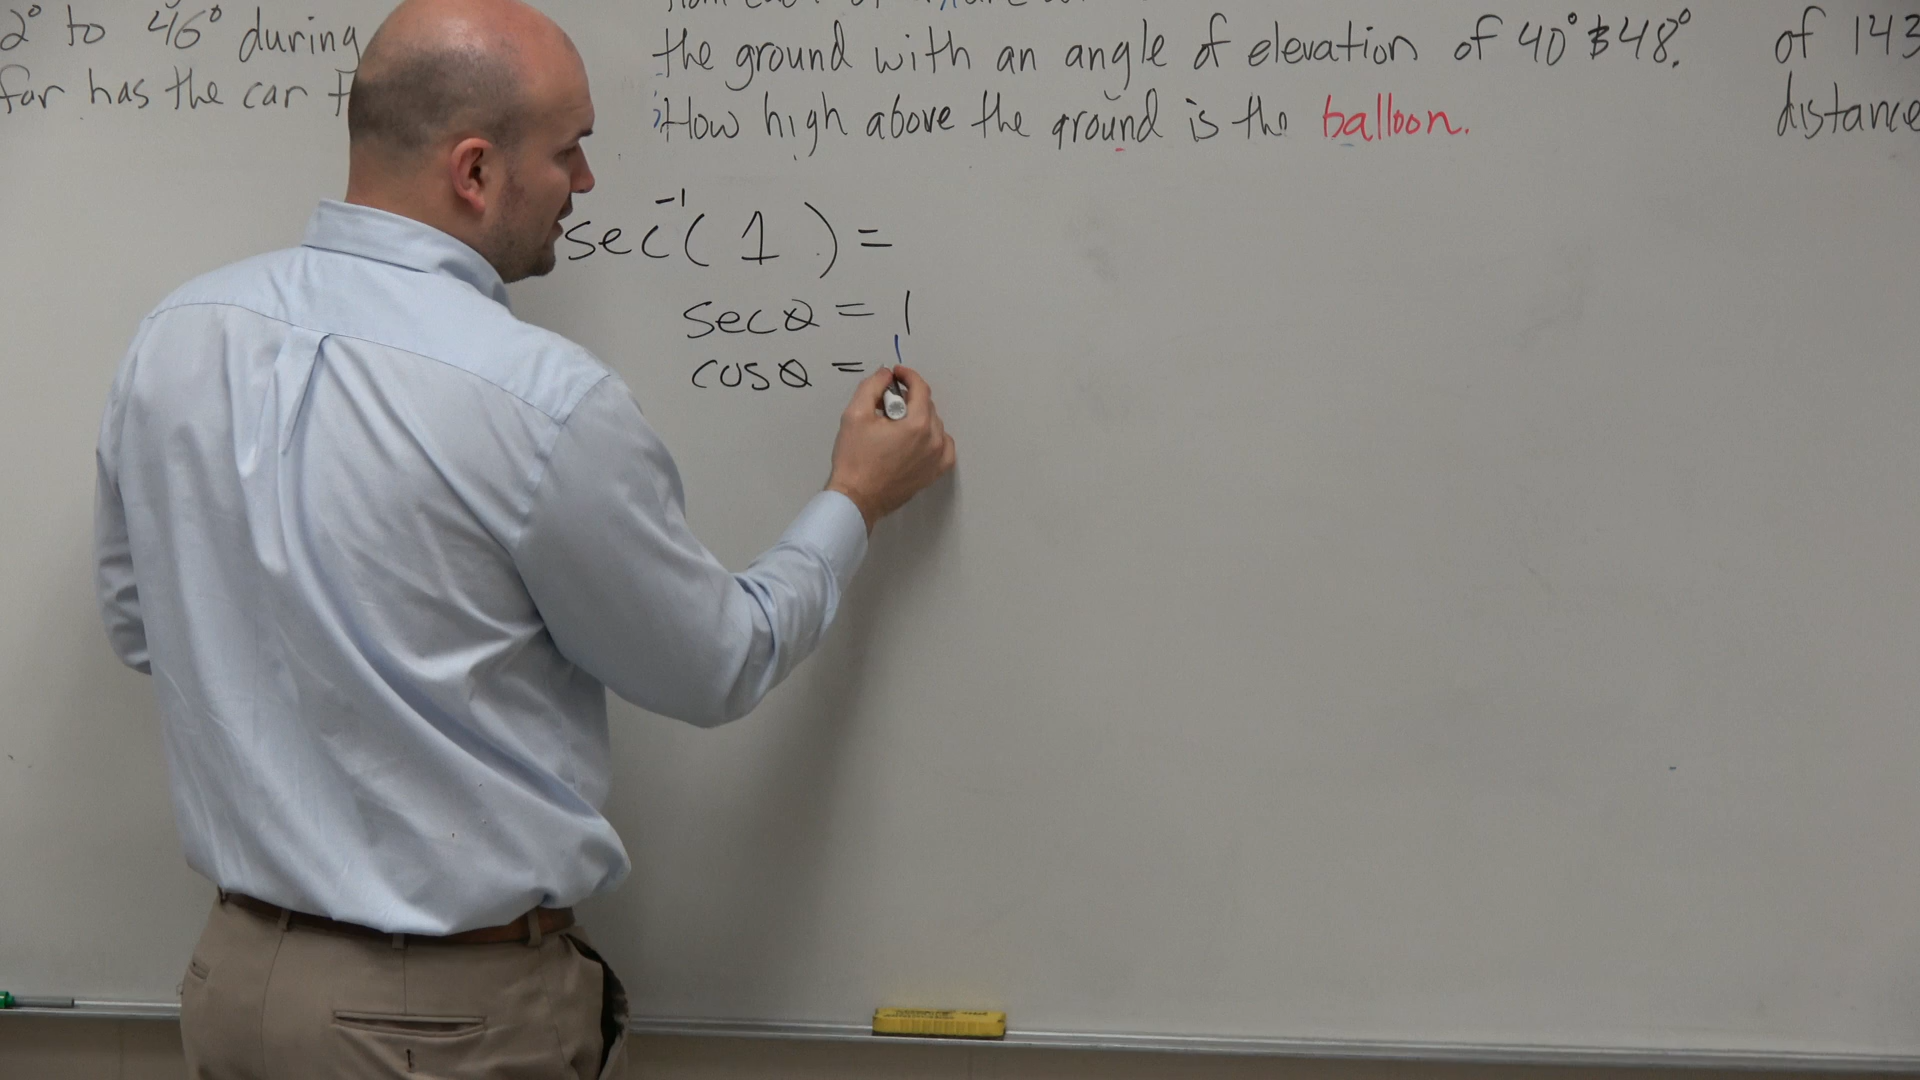 2° to 46° during
far has the car
the ground with an angle of elevation of 40° & 48°.
How high above the ground is the balloon.
of 143
distance
sec⁻¹( 1 ) =
secθ = 1
cosθ =